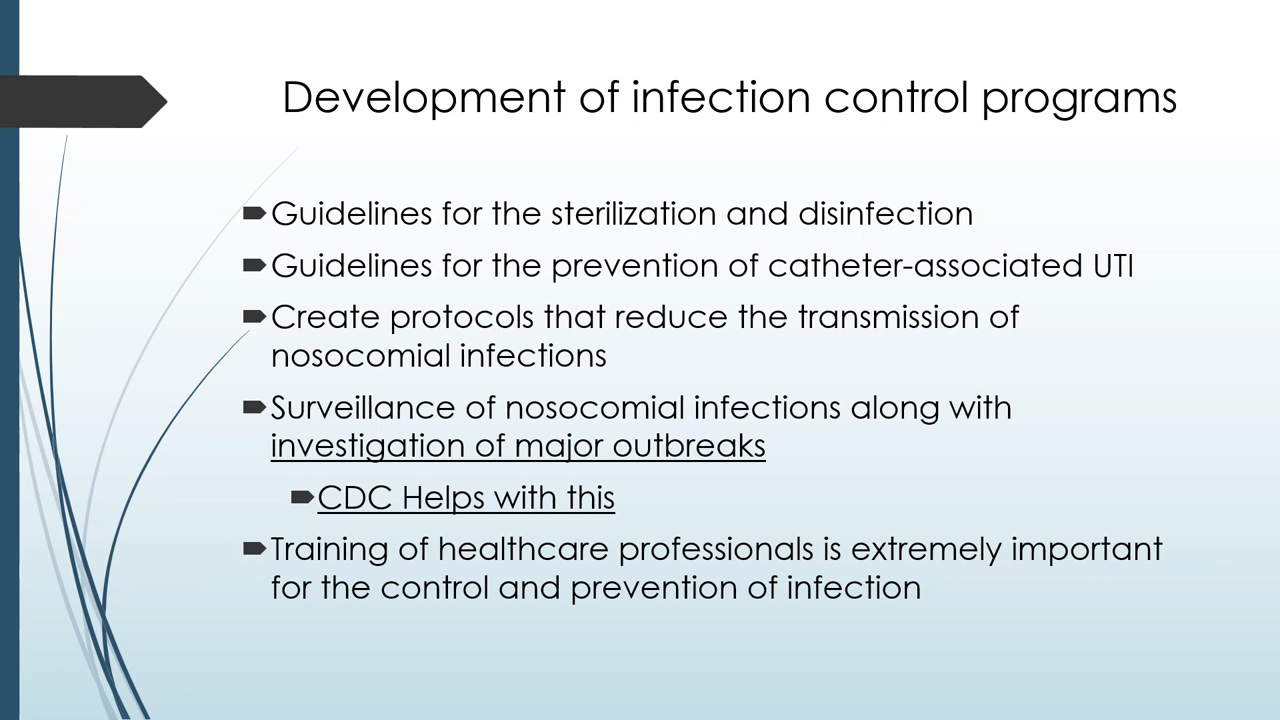 Development of infection control programs
Guidelines for the sterilization and disinfection
Guidelines for the prevention of catheter-associated UTI
Create protocols that reduce the transmission of
nosocomial infections
Surveillance of nosocomial infections along with
investigation of major outbreaks
CDC Helps with this
Training of healthcare professionals is extremely important
for the control and prevention of infection